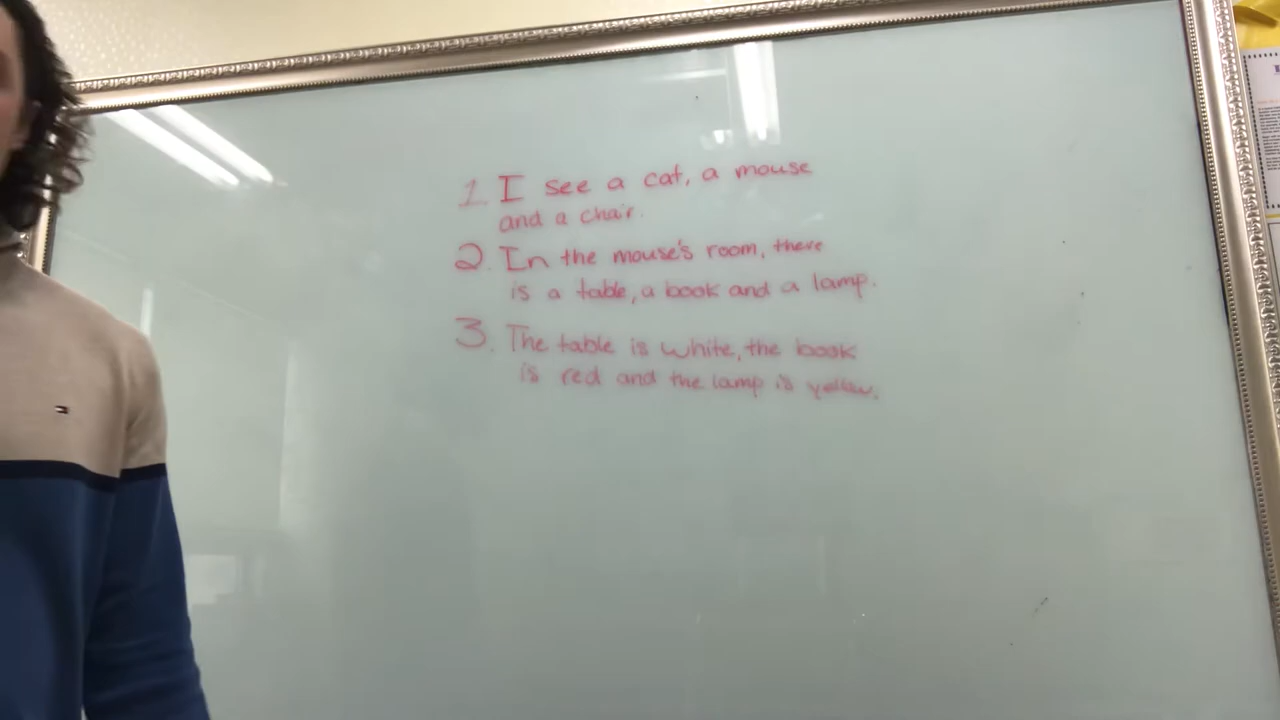 1. I see a cat, a mouse
and a chair.
2. In the mouse's room, there
is a table, a book and a lamp.
3. The table is white, the book
is red and the lamp is yellow.